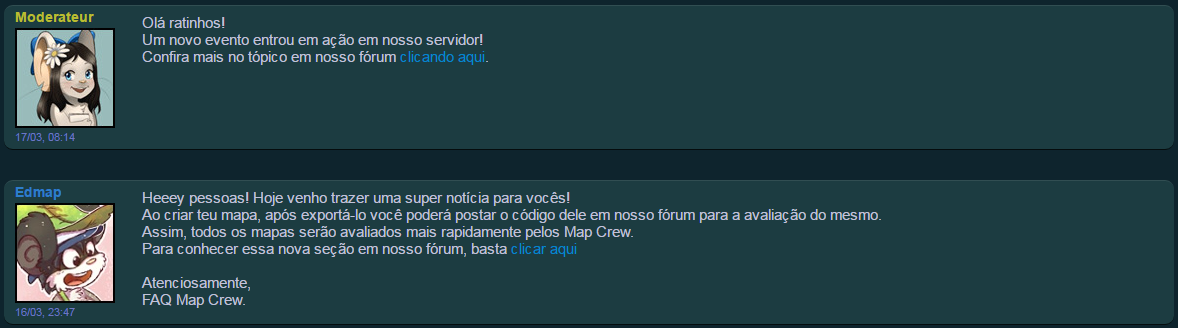 Moderateur
Olá ratinhos!
Um novo evento entrou em ação em nosso servidor!
Confira mais no tópico em nosso fórum clicando aqui.
17/03, 08:14
Edmap
Heeey pessoas! Hoje venho trazer uma super notícia para vocês!
Ao criar teu mapa, após exportá-lo você poderá postar o código dele em nosso fórum para a avaliação do mesmo.
Assim, todos os mapas serão avaliados mais rapidamente pelos Map Crew.
Para conhecer essa nova seção em nosso fórum, basta clicar aqui
Atenciosamente,
FAQ Map Crew.
16/03, 23:47